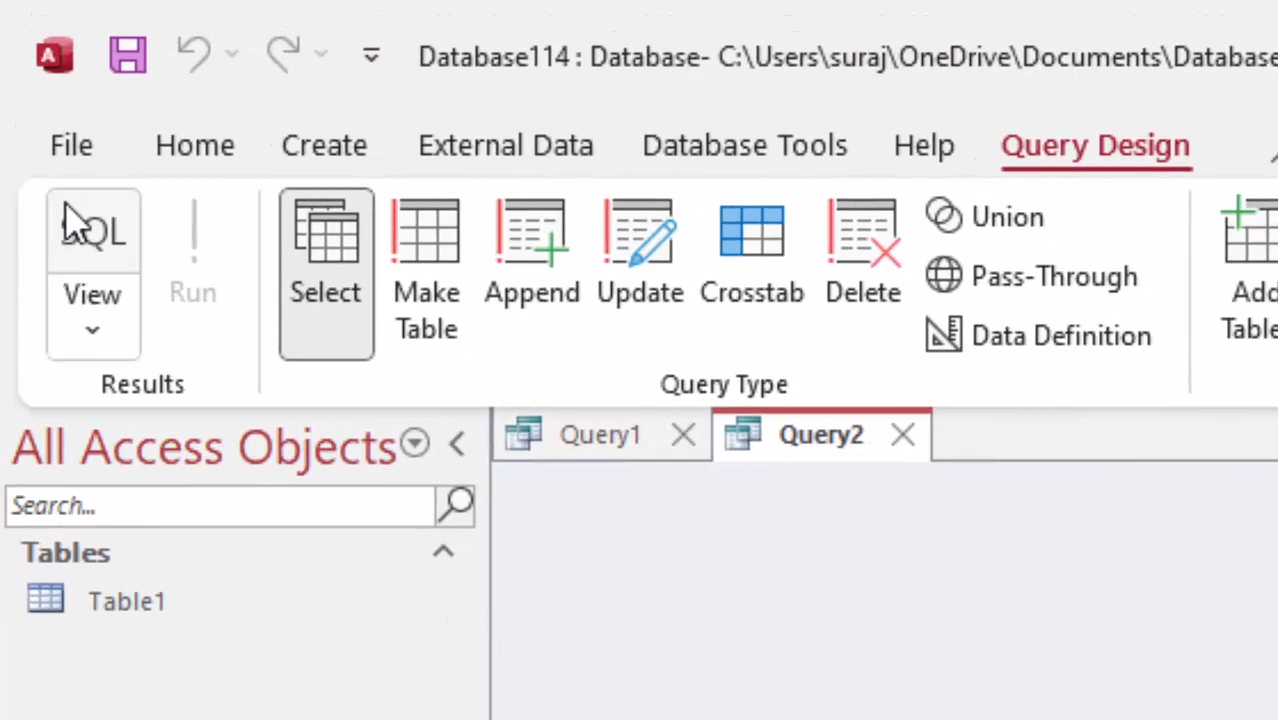 A
Database114 : Database- C:\Users\suraj\OneDrive\Documents\Database
File Home Create External Data Database Tools Help Query Design
SQL
View
Run
Select
Make
Table
Append
Update
Crosstab
Delete
Union
Pass-Through
Data Definition
Add
Table
Results
Query Type
All Access Objects
Query1
Query2
Search...
Tables
Table1